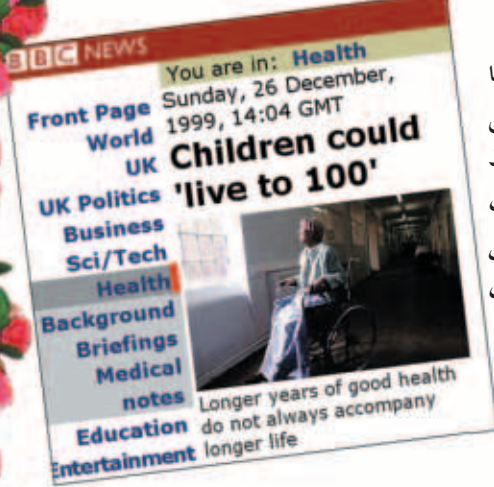 BBC NEWS
You are in: Health
Sunday, 26 December,
1999, 14:04 GMT
Children could
'live to 100'
Front Page
World
UK
UK Politics
Business
Sci/Tech
Health
Background
Briefings
Medical
notes
Education
Entertainment
Longer years of good health
do not always accompany
longer life